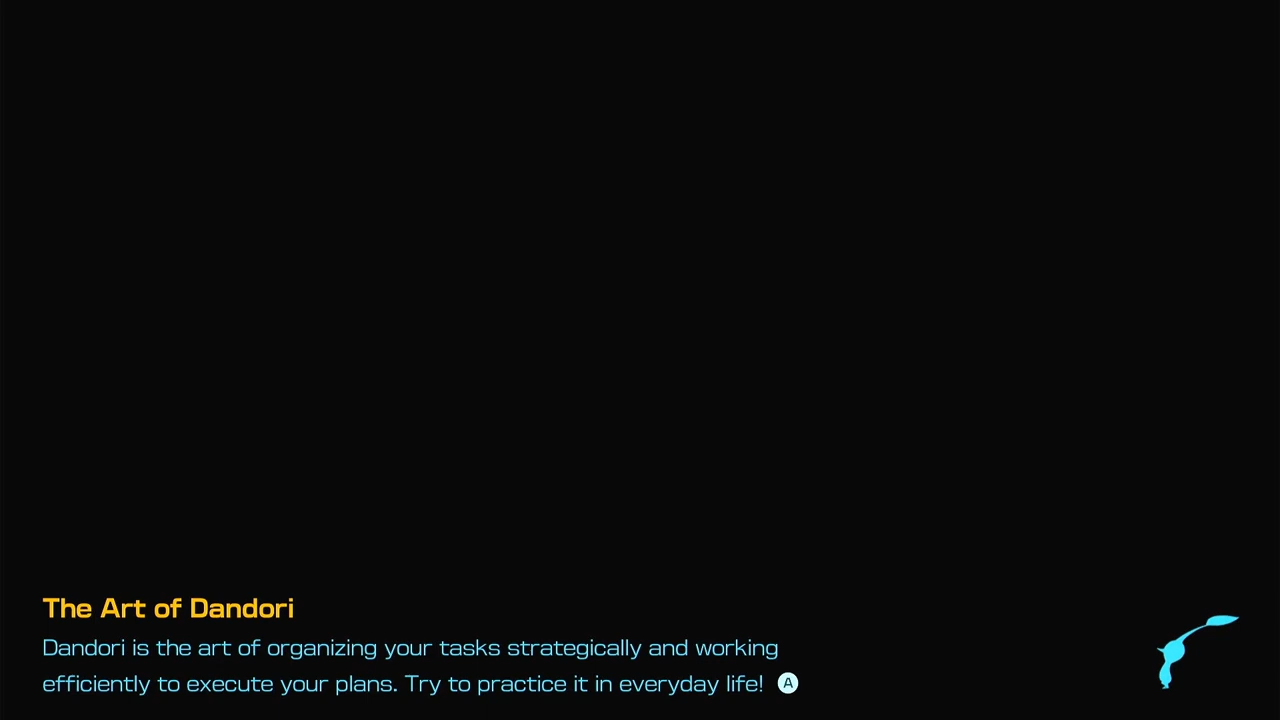 The Art of Dandori
Dandori is the art of organizing your tasks strategically and working
efficiently to execute your plans. Try to practice it in everyday life! A